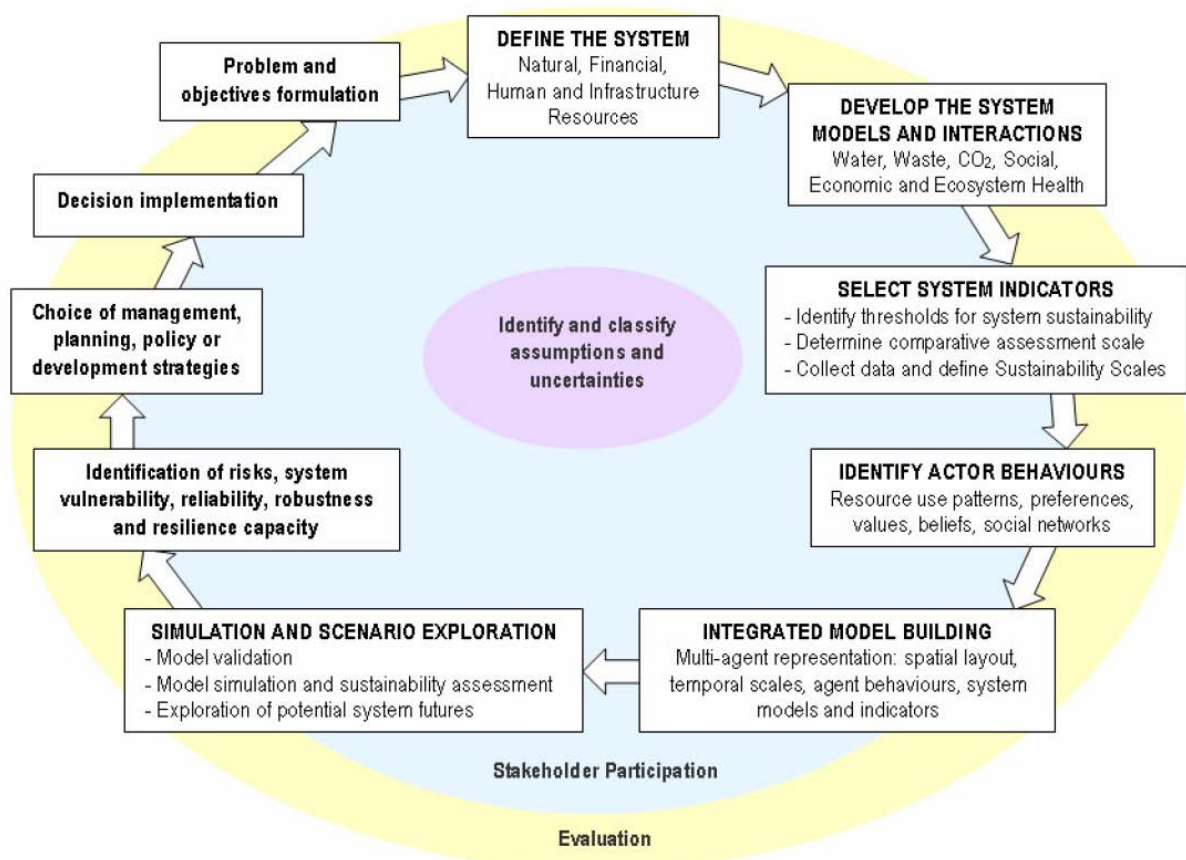 Problem and
objectives formulation
DEFINE THE SYSTEM
Natural, Financial,
Human and Infrastructure
Resources
DEVELOP THE SYSTEM
MODELS AND INTERACTIONS
Water, Waste, CO₂, Social,
Economic and Ecosystem Health
SELECT SYSTEM INDICATORS
- Identify thresholds for system sustainability
- Determine comparative assessment scale
- Collect data and define Sustainability Scales
IDENTIFY ACTOR BEHAVIOURS
Resource use patterns, preferences,
values, beliefs, social networks
INTEGRATED MODEL BUILDING
Multi-agent representation: spatial layout,
temporal scales, agent behaviours, system
models and indicators
SIMULATION AND SCENARIO EXPLORATION
- Model validation
- Model simulation and sustainability assessment
- Exploration of potential system futures
Identification of risks, system
vulnerability, reliability, robustness
and resilience capacity
Choice of management,
planning, policy or
development strategies
Decision implementation
Identify and classify
assumptions and
uncertainties
Stakeholder Participation
Evaluation